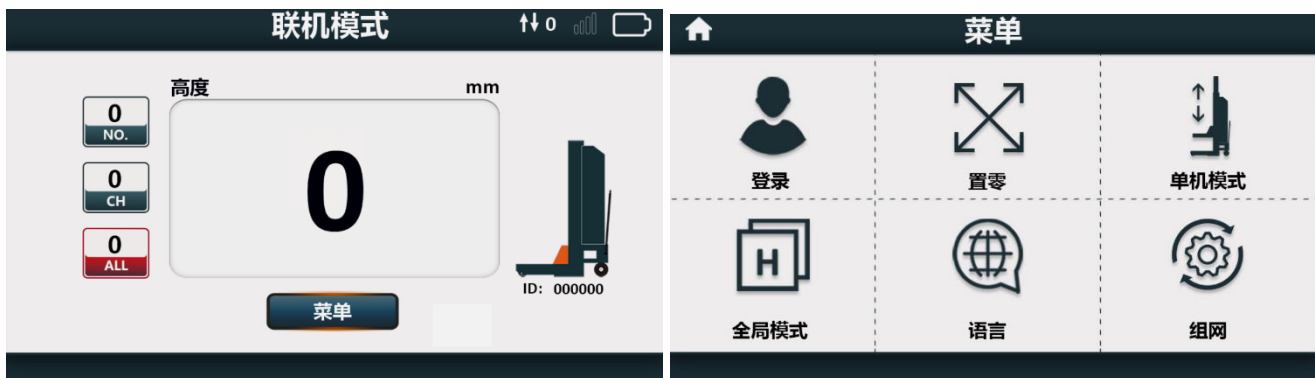 联机模式
0
高度
mm
0
NO.
0
CH
0
ALL
0
ID: 000000
菜单
菜单
登录
置零
单机模式
H
全局模式
语言
组网